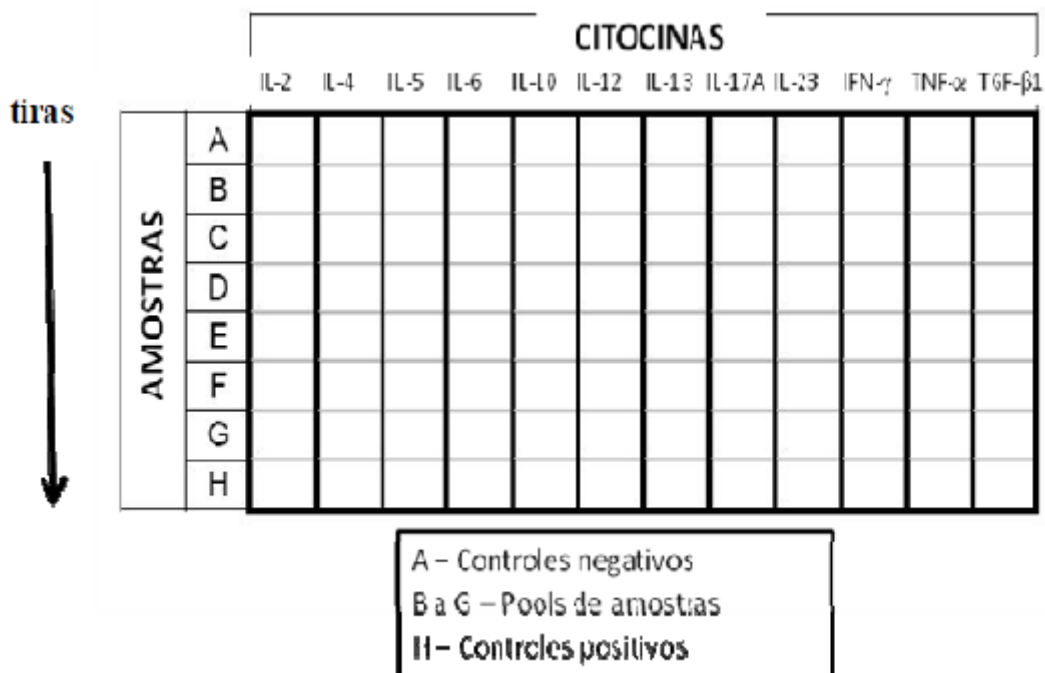 CITOCINAS
IL-2 IL-4 IL-5 IL-6 IL-10 IL-12 IL-13 IL-17A IL-23 IFN-γ TNF-α TGF-β1
tiras
AMOSTRAS
A
B
C
D
E
F
G
H
A – Controles negativos
B a G – Pools de amostras
H – Controles positivos